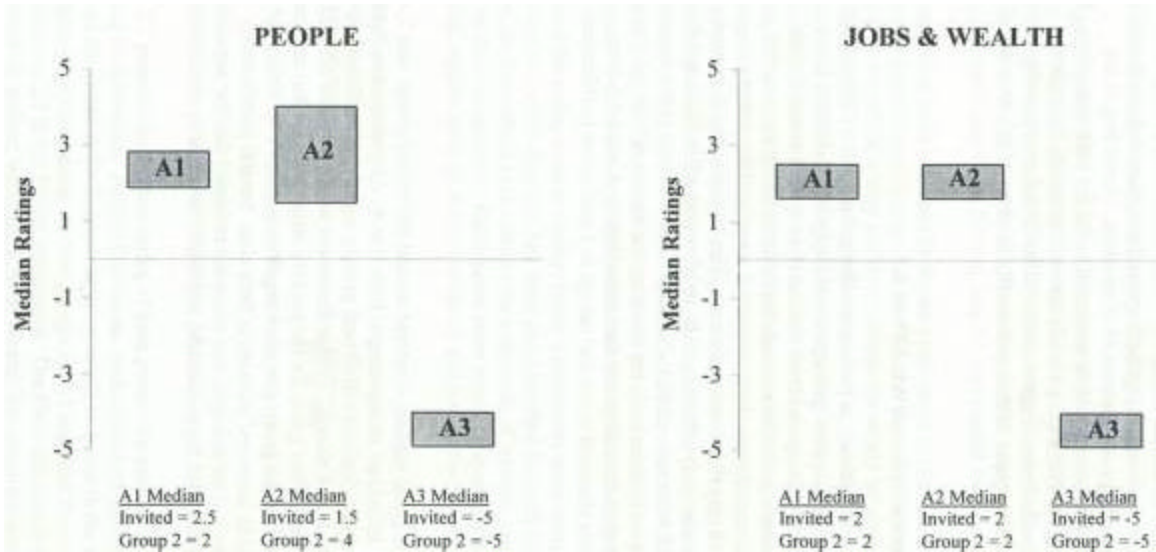 PEOPLE
5
3
1
-1
-3
-5
Median Ratings
A1
A2
A3
A1 Median
Invited = 2.5
Group 2 = 2
A2 Median
Invited = 1.5
Group 2 = 4
A3 Median
Invited = -5
Group 2 = -5
JOBS & WEALTH
5
3
1
-1
-3
-5
Median Ratings
A1
A2
A3
A1 Median
Invited = 2
Group 2 = 2
A2 Median
Invited = 2
Group 2 = 2
A3 Median
Invited = -5
Group 2 = -5